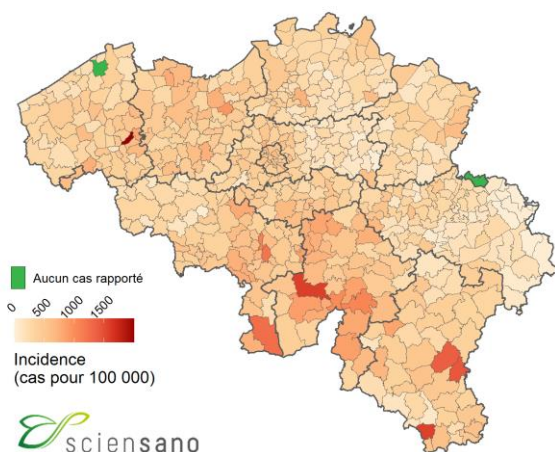 Aucun cas rapporté
0 500 1000 1500
Incidence
(cas pour 100 000)
sciensano